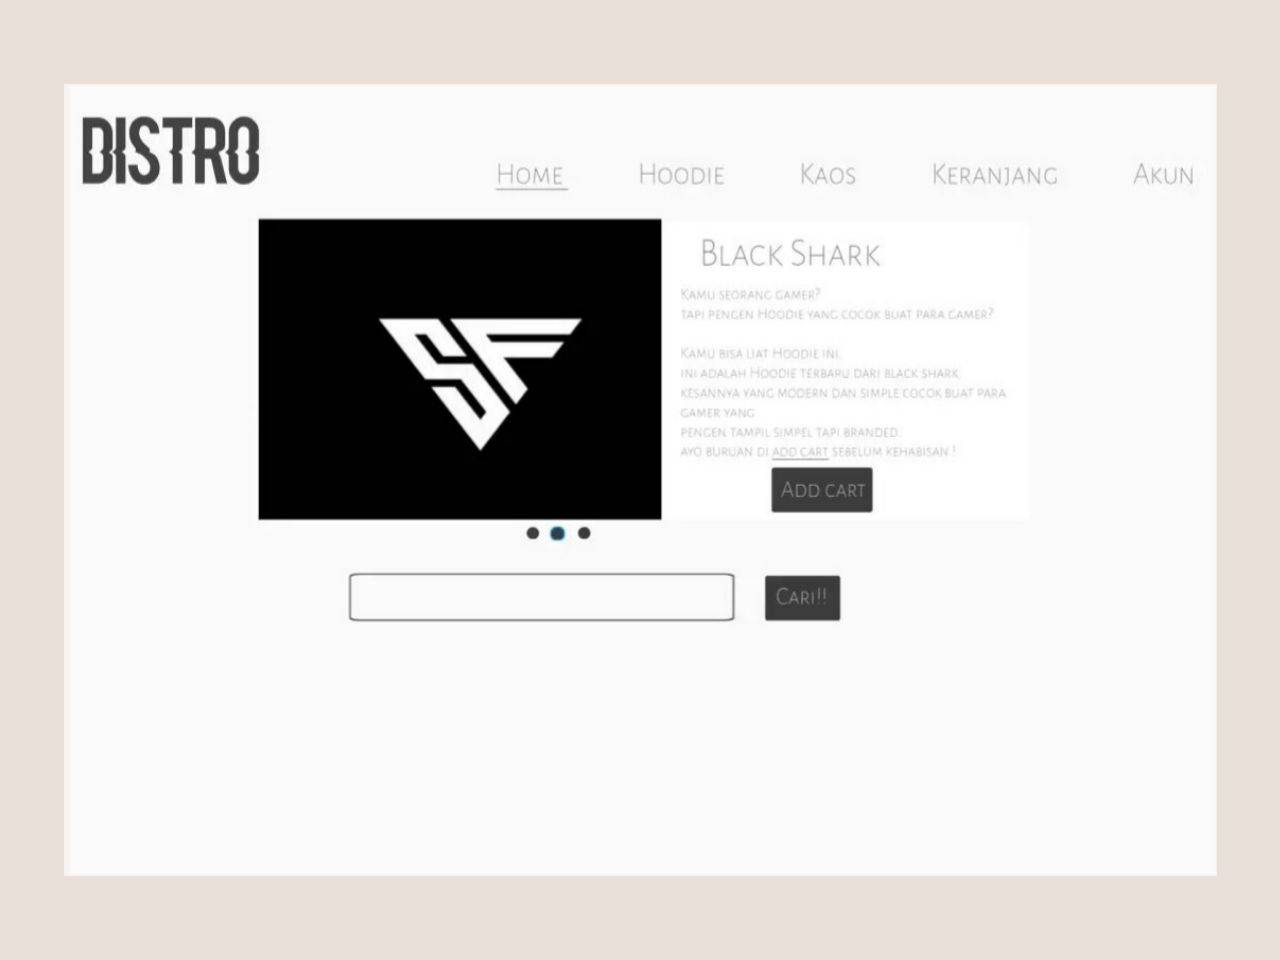 DISTRO
Home Hoodie Kaos Keranjang Akun
SF
Black Shark
Kamu seorang gamer?
tapi pengen Hoodie yang cocok buat para gamer?
Kamu bisa liat Hoodie ini.
ini adalah Hoodie terbaru dari black shark.
kesannya yang modern dan simple cocok buat para
gamer yang
pengen tampil simpel tapi branded.
ayo buruan di add cart sebelum kehabisan !
Add cart
Cari!!